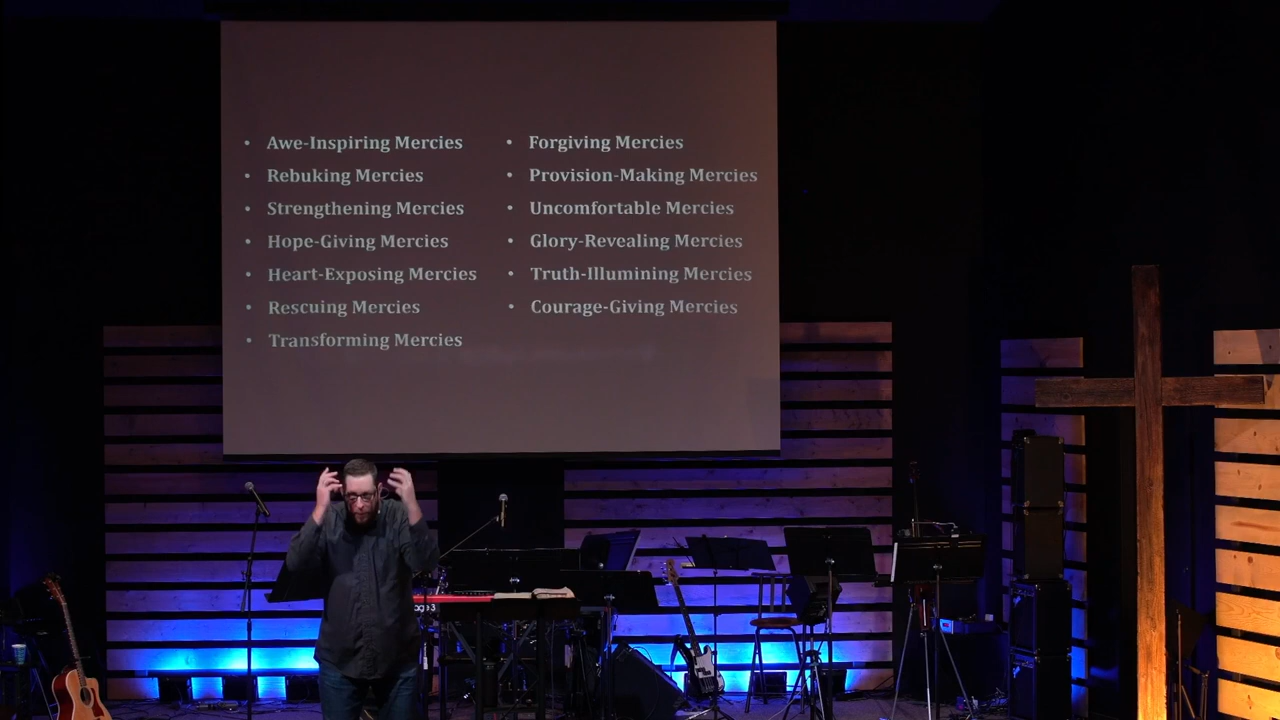 • Awe-Inspiring Mercies
• Rebuking Mercies
• Strengthening Mercies
• Hope-Giving Mercies
• Heart-Exposing Mercies
• Rescuing Mercies
• Transforming Mercies
• Forgiving Mercies
• Provision-Making Mercies
• Uncomfortable Mercies
• Glory-Revealing Mercies
• Truth-Illumining Mercies
• Courage-Giving Mercies